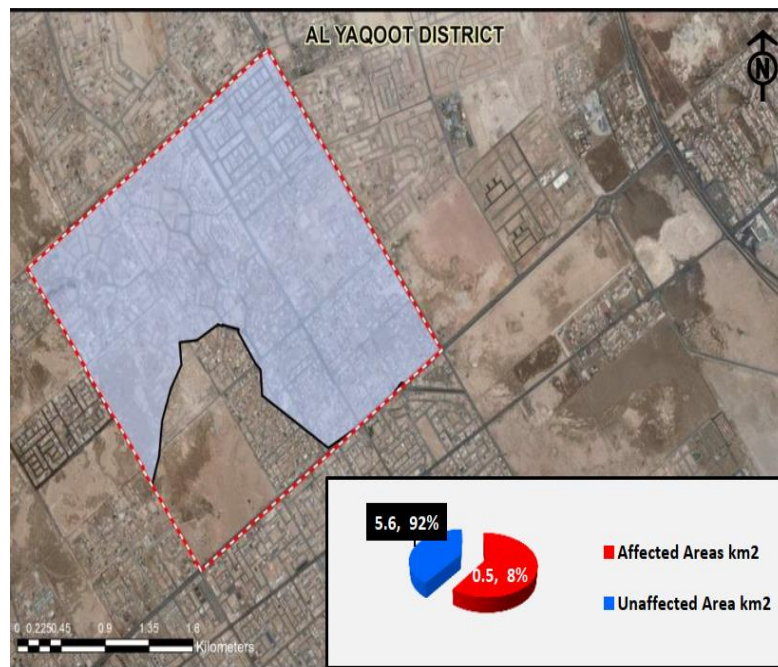 AL YAQOOT DISTRICT
N
5.6, 92%
0.5, 8%
Affected Areas km2
Unaffected Area km2
0 0.225 0.45 0.9 1.35 1.8
Kilometers